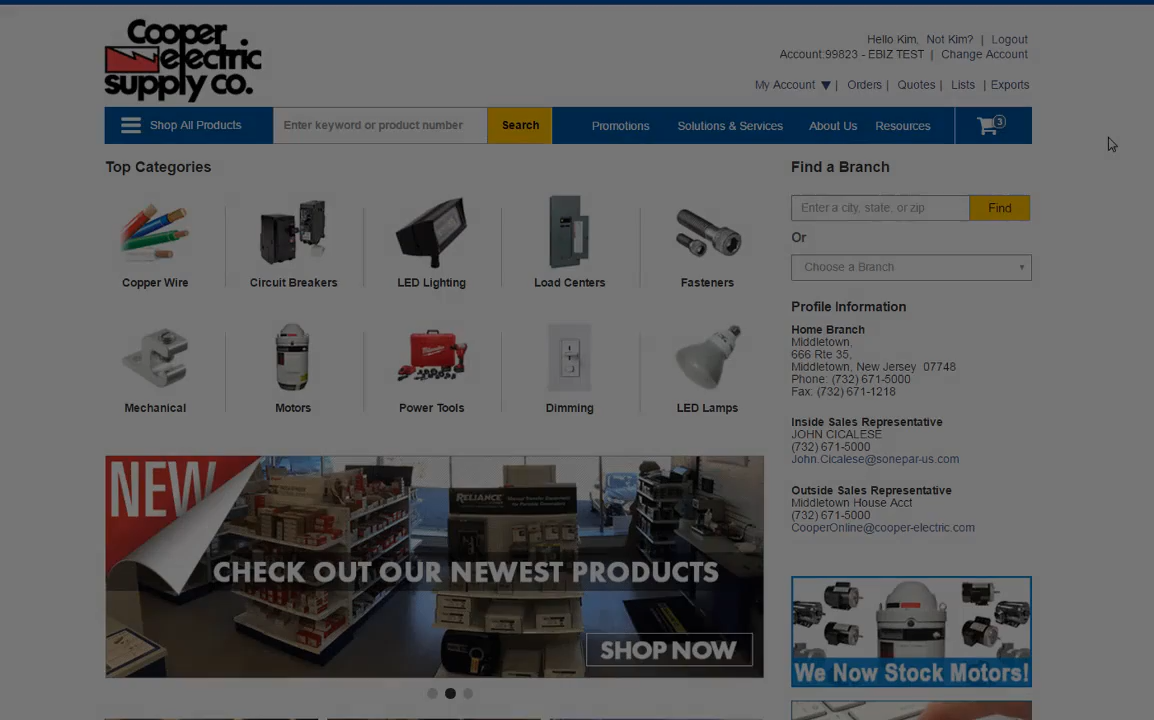 Cooper
electric
supply co.
Hello Kim, Not Kim? | Logout
Account:99823 - EBIZ TEST | Change Account
My Account ▼ | Orders | Quotes | Lists | Exports
Shop All Products
Enter keyword or product number
Search
Promotions
Solutions & Services
About Us
Resources
3
Top Categories
Copper Wire
Circuit Breakers
LED Lighting
Load Centers
Fasteners
Mechanical
Motors
Power Tools
Dimming
LED Lamps
NEW
RELIANCE
CHECK OUT OUR NEWEST PRODUCTS
SHOP NOW
Find a Branch
Enter a city, state, or zip
Find
Or
Choose a Branch
Profile Information
Home Branch
Middletown,
666 Rte 35,
Middletown, New Jersey 07748
Phone: (732) 671-5000
Fax: (732) 671-1218
Inside Sales Representative
JOHN CICALESE
(732) 671-5000
John.Cicalese@sonepar-us.com
Outside Sales Representative
Middletown House Acct
(732) 671-5000
CooperOnline@cooper-electric.com
We Now Stock Motors!